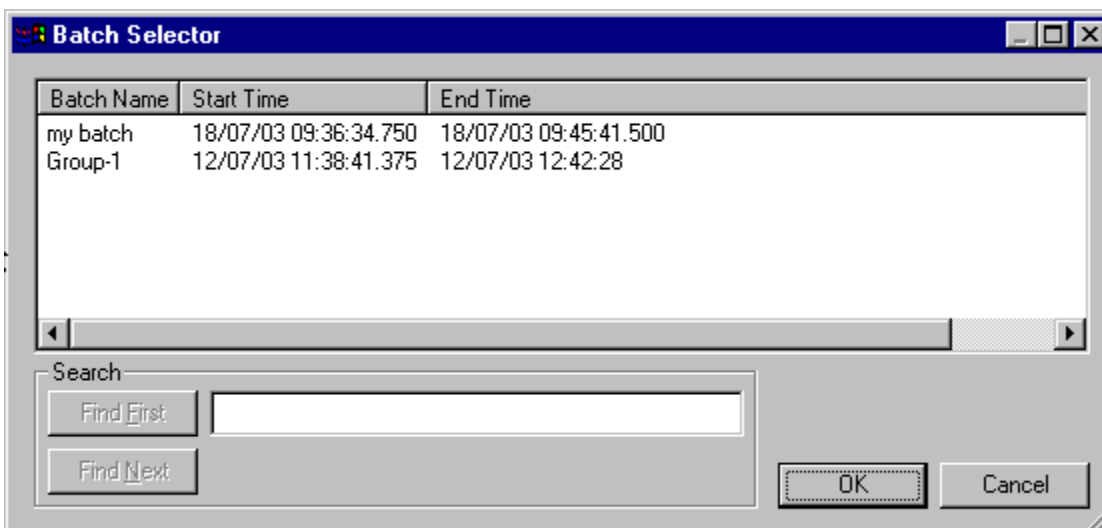 Batch Selector
Batch Name Start Time End Time
my batch 18/07/03 09:36:34.750 18/07/03 09:45:41.500
Group-1 12/07/03 11:38:41.375 12/07/03 12:42:28
Search
Find First
Find Next
OK Cancel